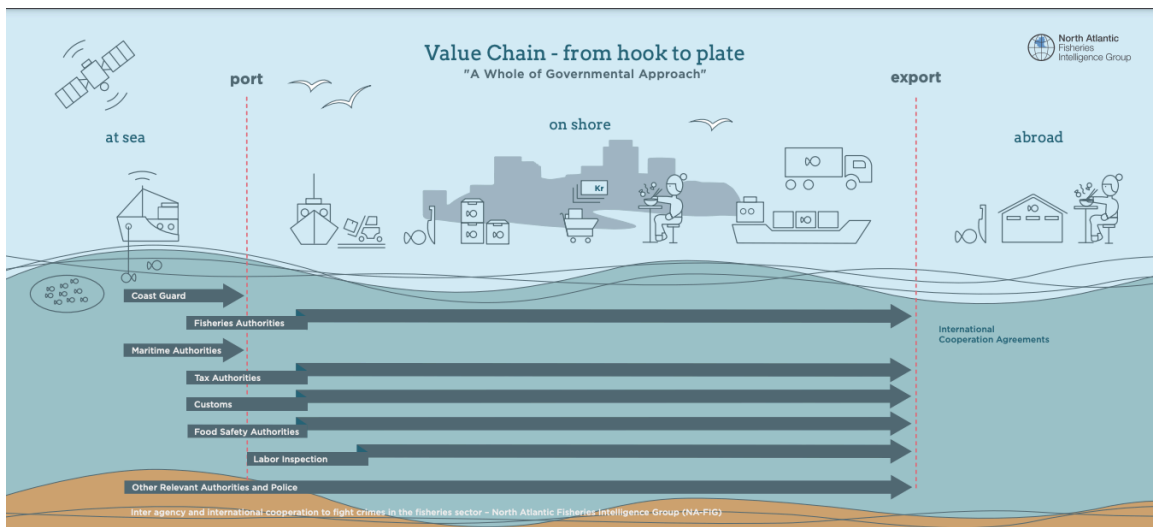 Value Chain - from hook to plate
"A Whole of Governmental Approach"
North Atlantic
Fisheries
Intelligence Group
port
export
at sea
on shore
abroad
Kr
Coast Guard
Fisheries Authorities
International
Cooperation Agreements
Maritime Authorities
Tax Authorities
Customs
Food Safety Authorities
Labor Inspection
Other Relevant Authorities and Police
Inter agency and international cooperation to fight crimes in the fisheries sector – North Atlantic Fisheries Intelligence Group (NA-FIG)